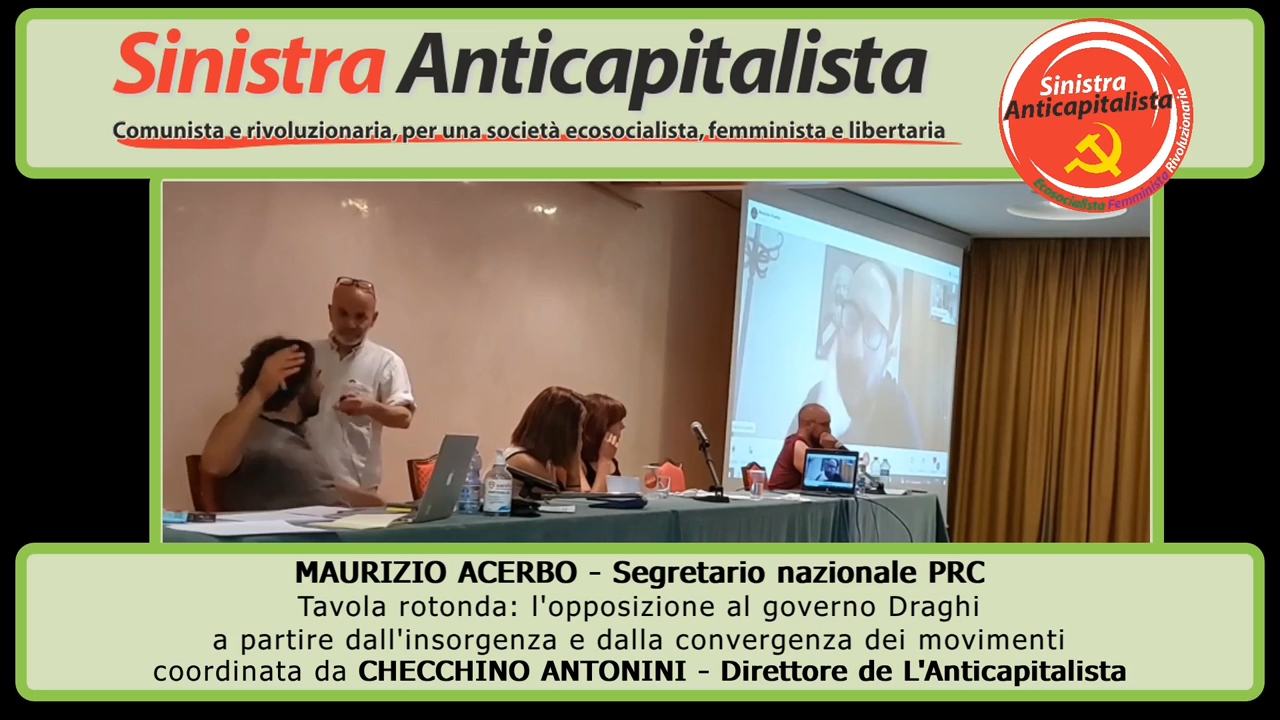 Sinistra Anticapitalista
Comunista e rivoluzionaria, per una società ecosocialista, femminista e libertaria
Sinistra
Anticapitalista
Ecosocialista Femminista Rivoluzionaria
MAURIZIO ACERBO - Segretario nazionale PRC
Tavola rotonda: l'opposizione al governo Draghi
a partire dall'insorgenza e dalla convergenza dei movimenti
coordinata da CHECCHINO ANTONINI - Direttore de L'Anticapitalista